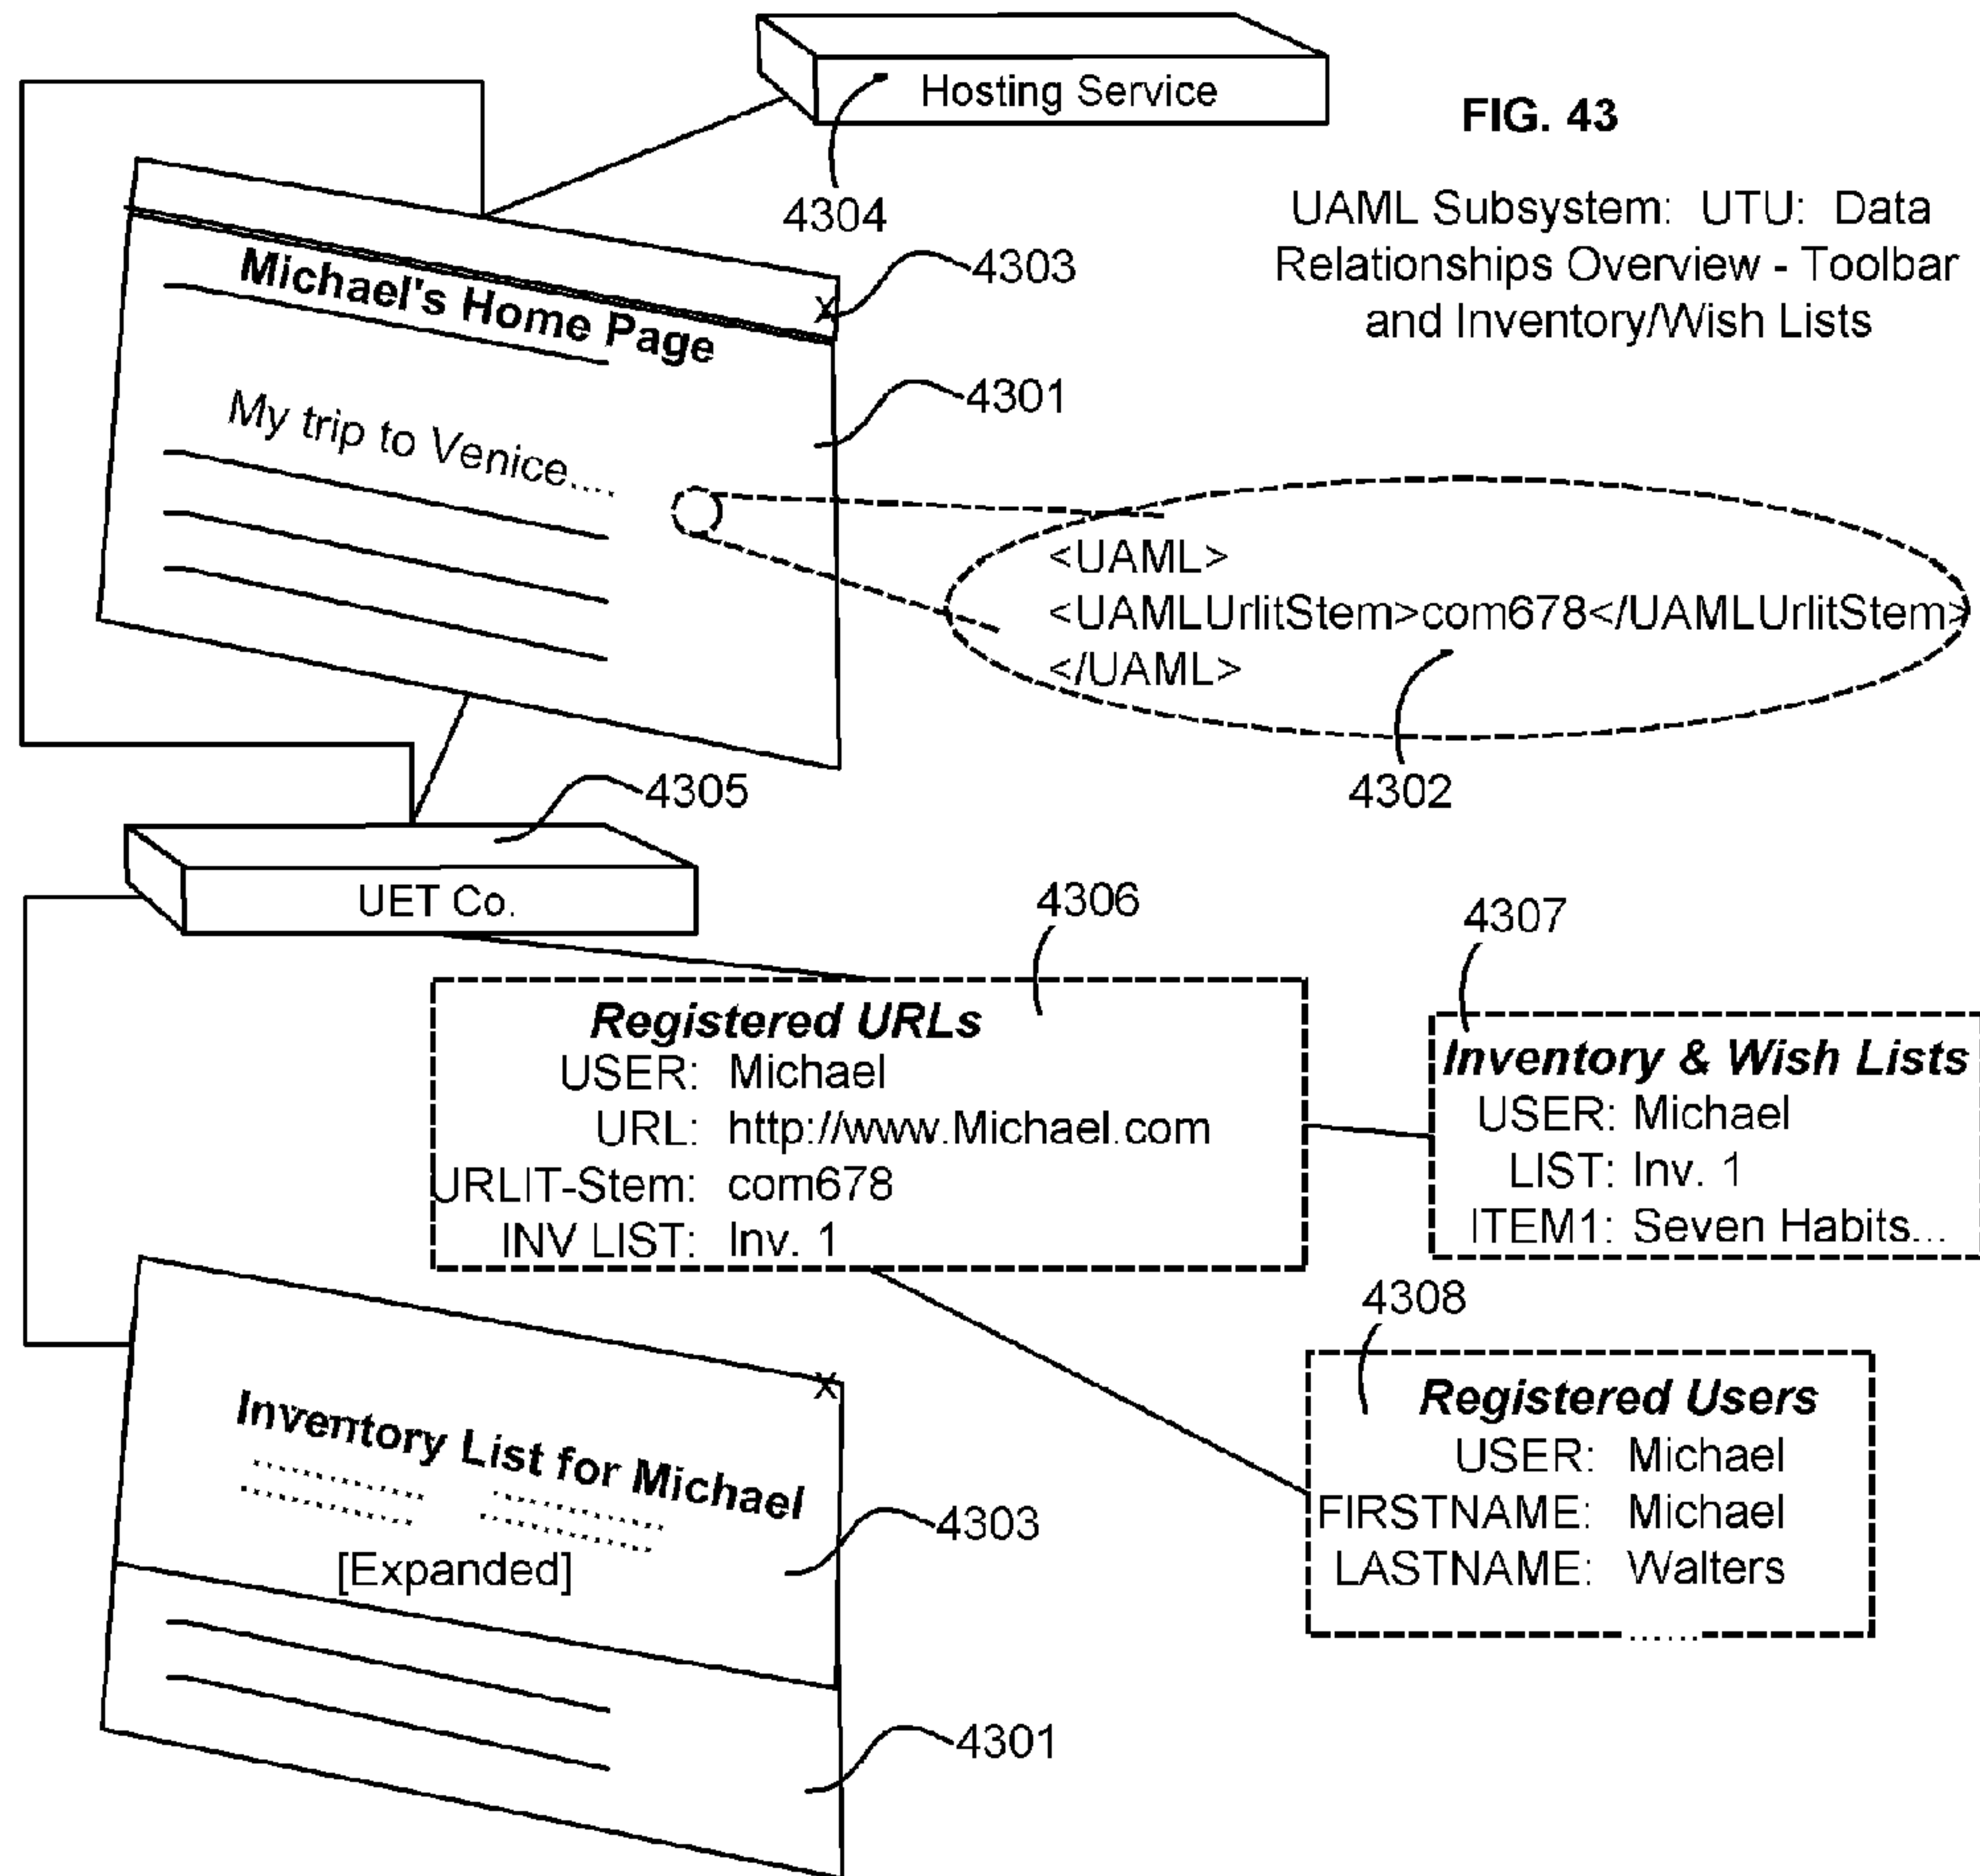 Hosting Service
FIG. 43
4304
UAML Subsystem: UTU: Data
Relationships Overview - Toolbar
and Inventory/Wish Lists
4303
X
Michael's Home Page
4301
My trip to Venice....
<UAML>
<UAMLUrlitStem>com678</UAMLUrlitStem>
</UAML>
4302
4305
UET Co.
4306
4307
Registered URLs
USER: Michael
URL: http://www.Michael.com
URLIT-Stem: com678
INV LIST: Inv. 1
Inventory & Wish Lists
USER: Michael
LIST: Inv. 1
ITEM1: Seven Habits...
4308
Registered Users
USER: Michael
FIRSTNAME: Michael
LASTNAME: Walters
......
X
Inventory List for Michael
4303
[Expanded]
4301